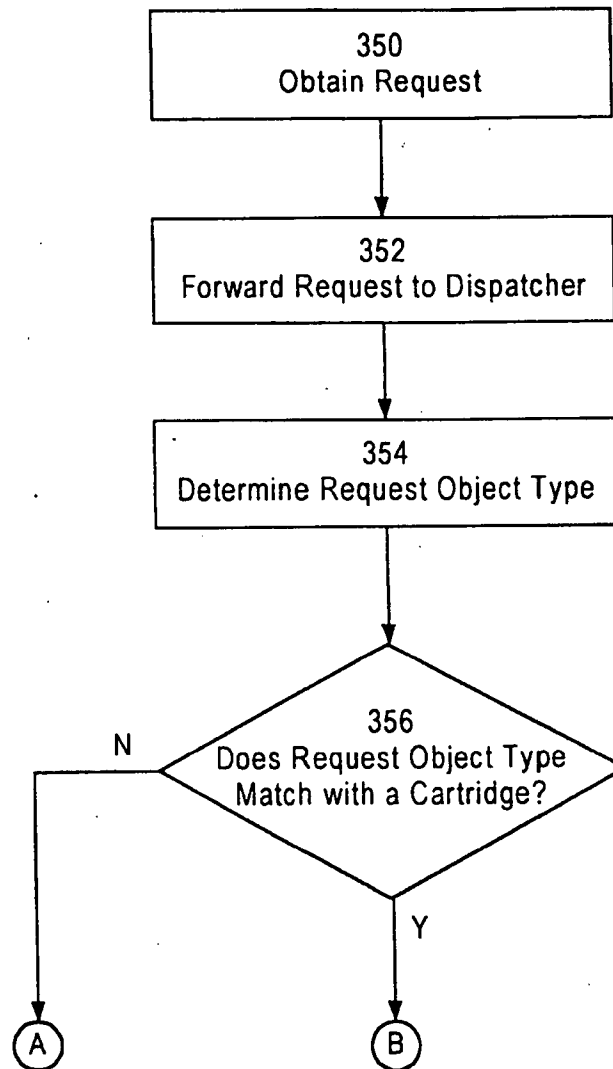 350
Obtain Request
352
Forward Request to Dispatcher
354
Determine Request Object Type
356
Does Request Object Type
Match with a Cartridge?
N
Y
A
B